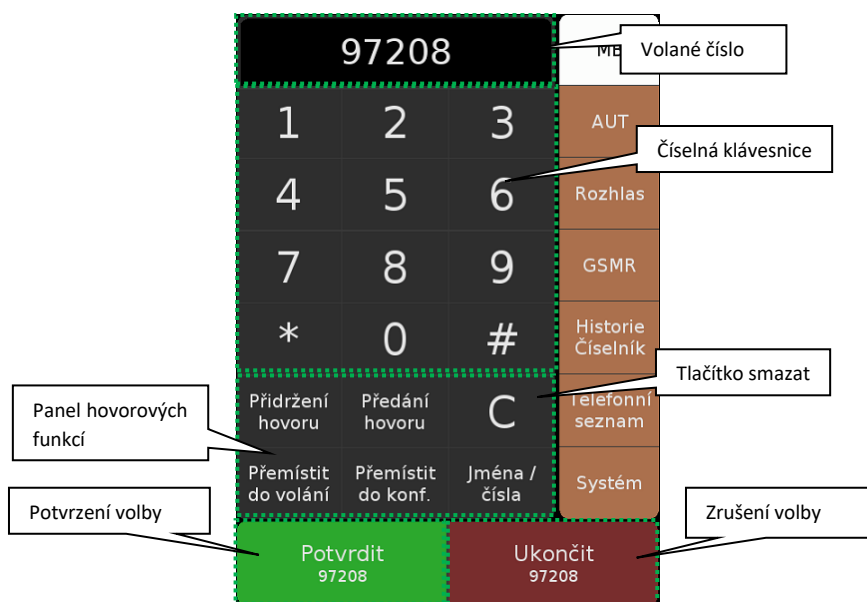 97208
MB
Volané číslo
1 2 3
AUT
Číselná klávesnice
4 5 6
Rozhlas
7 8 9
GSMR
* 0 #
Historie
Číselník
Tlačítko smazat
Přidržení
hovoru
Předání
hovoru
C
Telefonní
seznam
Panel hovorových
funkcí
Přemístit
do volání
Přemístit
do konf.
Jména /
čísla
Systém
Potvrzení volby
Zrušení volby
Potvrdit
97208
Ukončit
97208